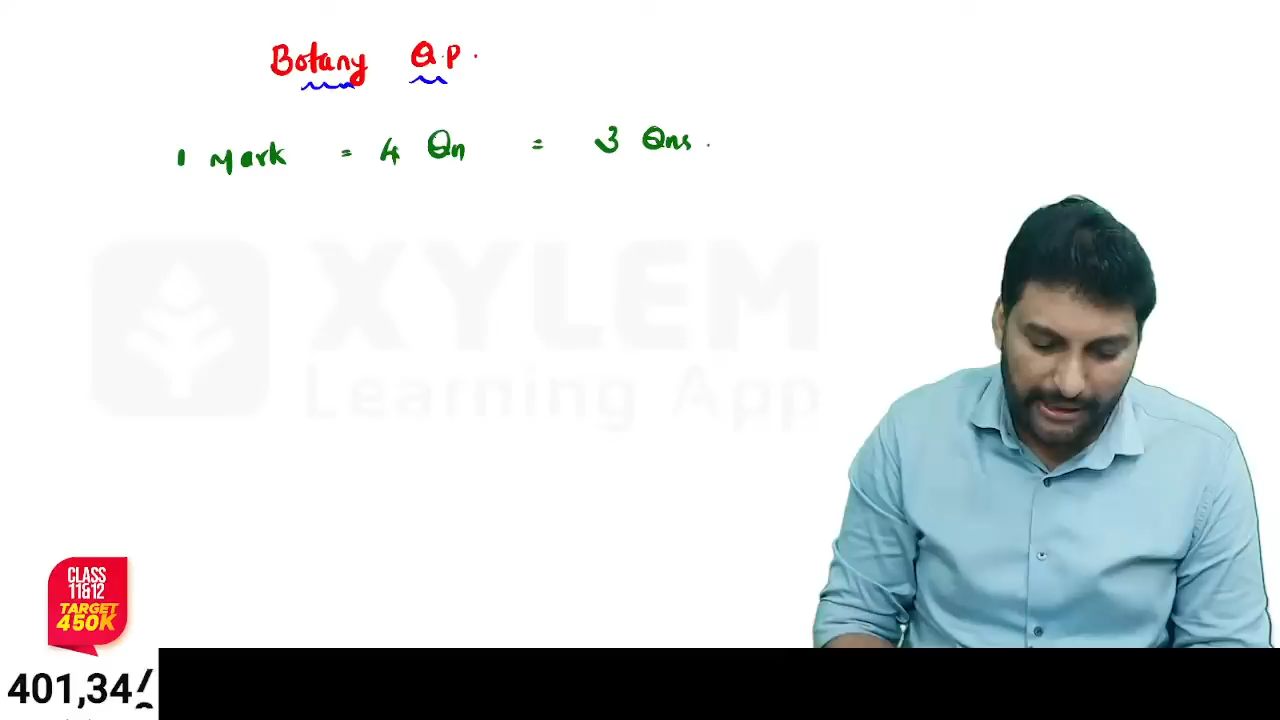 Botany Q.P.
1 Mark = 4 Qn = 3 Qns.
XYLEM
Learning App
CLASS
11&12
TARGET
450K
401,34